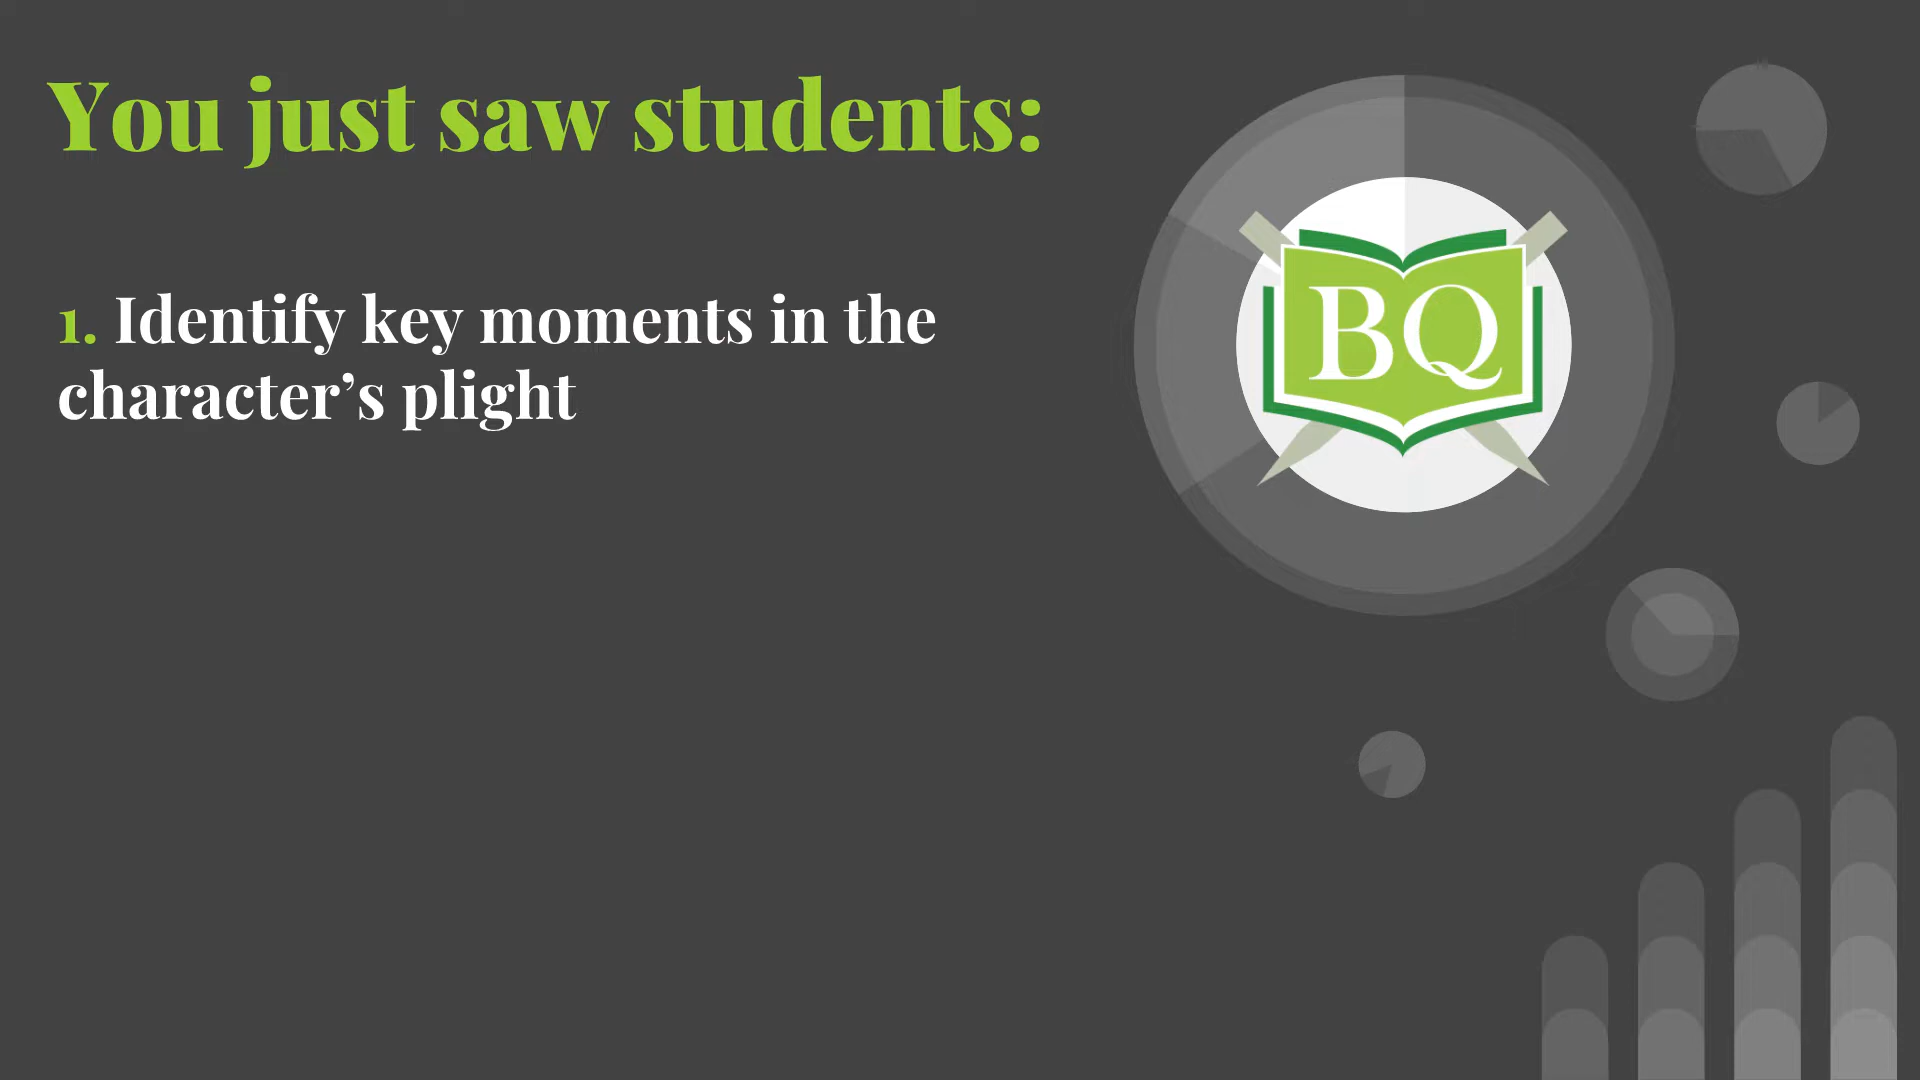 You just saw students:
1. Identify key moments in the
character’s plight
BQ